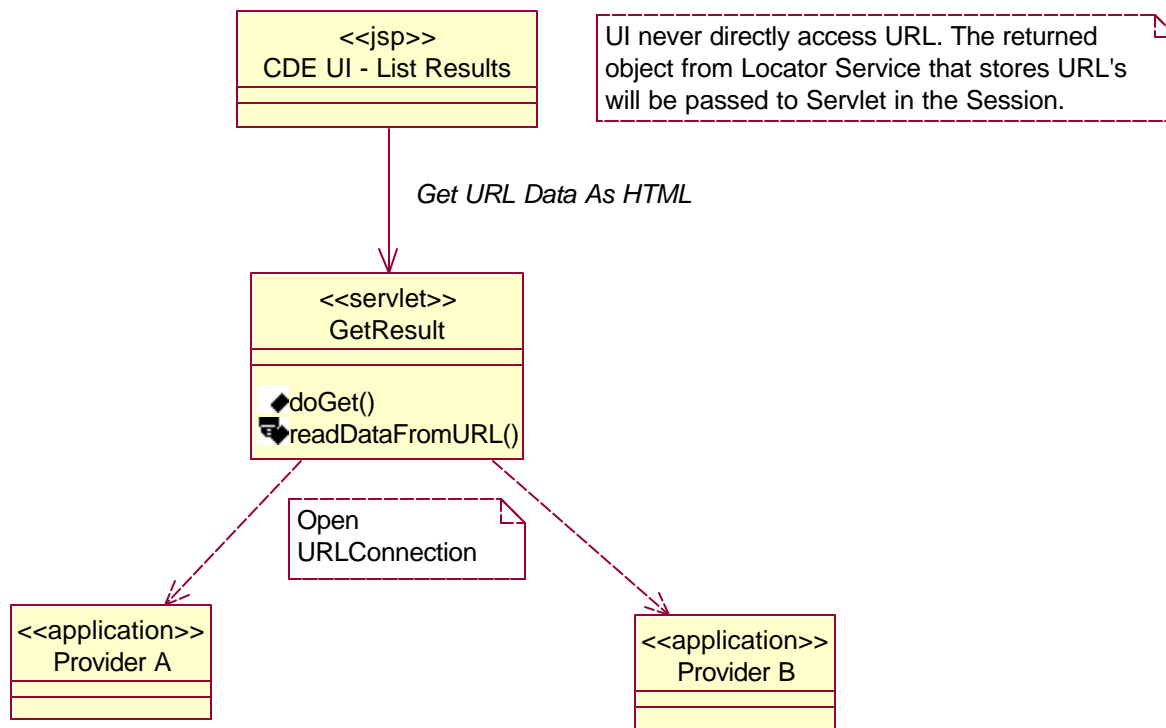 <<jsp>>
CDE UI - List Results
UI never directly access URL. The returned
object from Locator Service that stores URL's
will be passed to Servlet in the Session.
Get URL Data As HTML
<<servlet>>
GetResult
doGet()
readDataFromURL()
Open
URLConnection
<<application>>
Provider A
<<application>>
Provider B